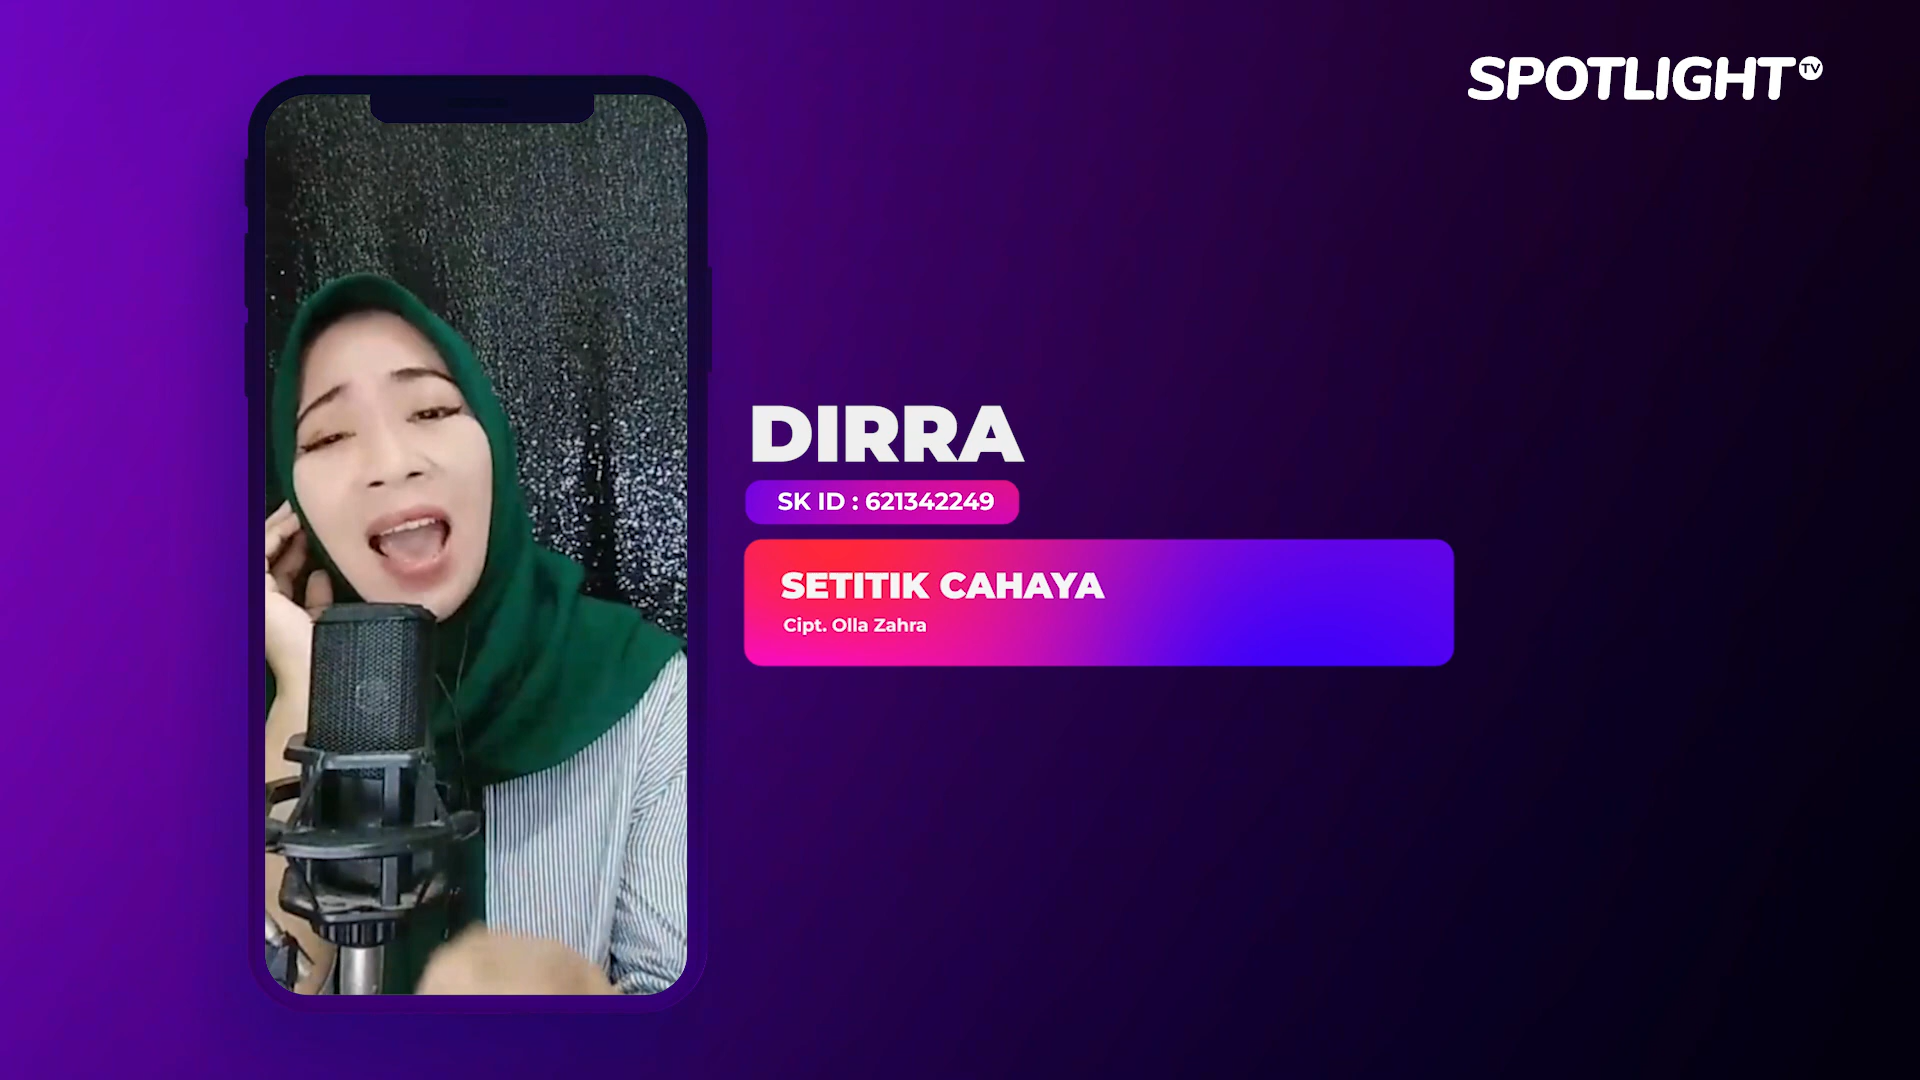 SPOTLIGHT TV
DIRRA
SK ID : 621342249
SETITIK CAHAYA
Cipt. Olla Zahra